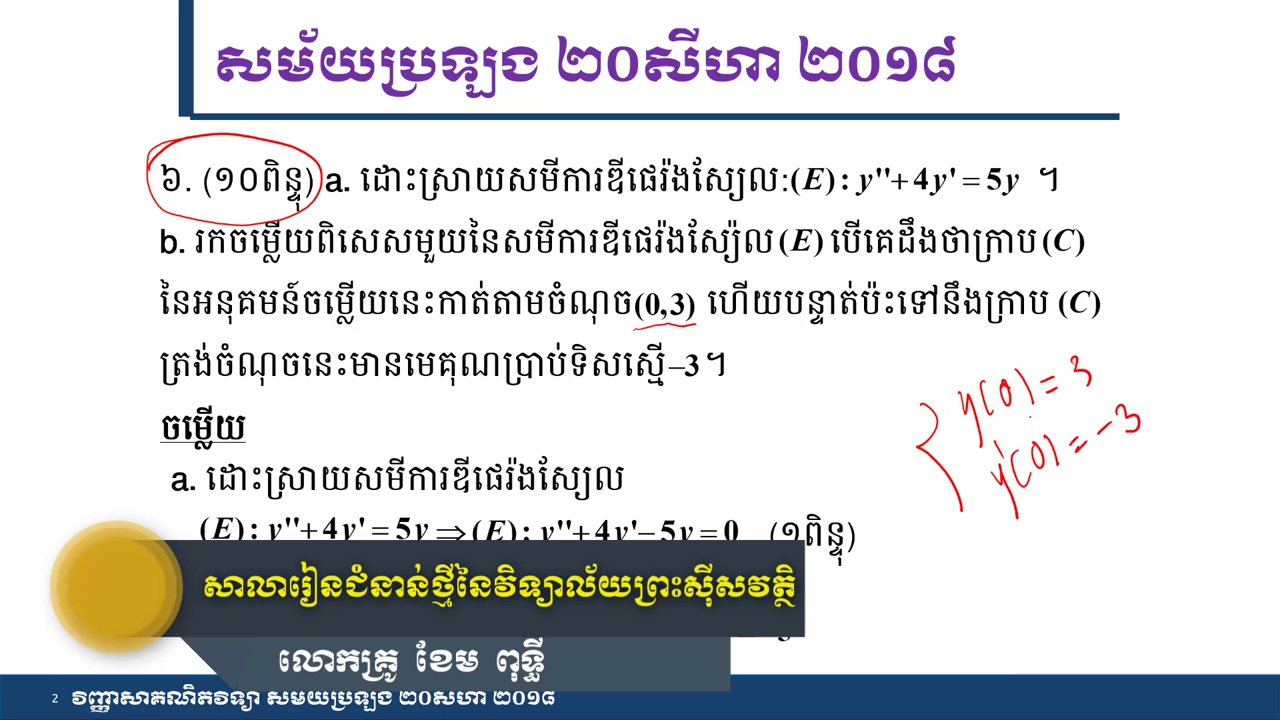 សម័យប្រឡង ២០សីហា ២០១៨
៦. (១០ពិន្ទុ) a. ដោះស្រាយសមីការឌីផេរ៉ងស្យែល:(E) : y''+ 4y' = 5y ។
b. រកចម្លើយពិសេសមួយនៃសមីការឌីផេរ៉ងស្យ៉ែល(E) បើគេដឹងថាក្រាប(C)
នៃអនុគមន៍ចម្លើយនេះកាត់តាមចំណុច(0,3) ហើយបន្ទាត់ប៉ះទៅនឹងក្រាប (C)
ត្រង់ចំណុចនេះមានមេគុណប្រាប់ទិសស្មើ–3។
y(0) = 3
y'(0) = -3
ចម្លើយ
a. ដោះស្រាយសមីការឌីផេរ៉ងស្យែល
(E) : y''+ 4y' = 5y ⇒ (E) : y''+ 4y'– 5y = 0 (១ពិន្ទុ)
សាលារៀនជំនាន់ថ្មីនៃវិទ្យាល័យព្រះស៊ីសវត្ថិ
លោកគ្រូ ខែម ពុទ្ធី
2 វិញ្ញាសាគណិតវិទ្យា សមយប្រឡង ២០សហា ២០១៨